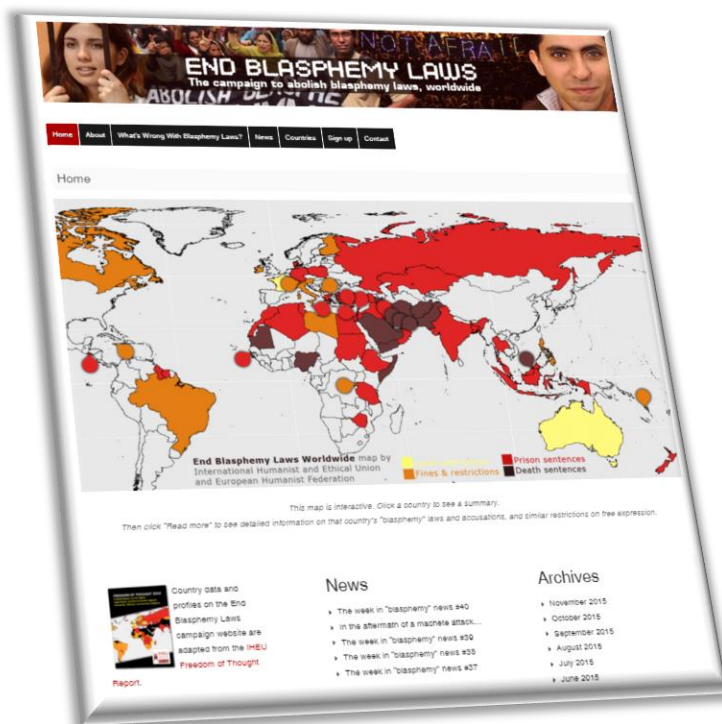 NOT AFRAID
END BLASPHEMY LAWS
The campaign to abolish blasphemy laws, worldwide
ABOLISH
Home About What's Wrong With Blasphemy Laws? News Countries Sign up Contact
Home
End Blasphemy Laws Worldwide map by
International Humanist and Ethical Union
and European Humanist Federation
Fines & restrictions
Prison sentences
Death sentences
This map is interactive. Click a country to see a summary.
Then click "Read more" to see detailed information on that country's "blasphemy" laws and accusations, and similar restrictions on free expression.
Country data and
profiles on the End
Blasphemy Laws
campaign website are
adapted from the IHEU
Freedom of Thought
Report.
News
The week in "blasphemy" news #40
In the aftermath of a machete attack...
The week in "blasphemy" news #39
The week in "blasphemy" news #38
The week in "blasphemy" news #37
Archives
November 2015
October 2015
September 2015
August 2015
July 2015
June 2015